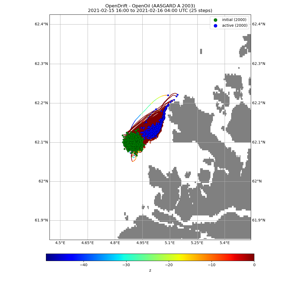 OpenDrift - OpenOil (AASGARD A 2003)
2021-02-15 16:00 to 2021-02-16 04:00 UTC (25 steps)
initial (2000)
active (2000)
62.4°N 62.4°N
62.3°N 62.3°N
62.2°N 62.2°N
62.1°N 62.1°N
62°N 62°N
61.9°N 61.9°N
4.5°E 4.65°E 4.8°E 4.95°E 5.1°E 5.25°E 5.4°E
−40 −30 −20 −10 0
z